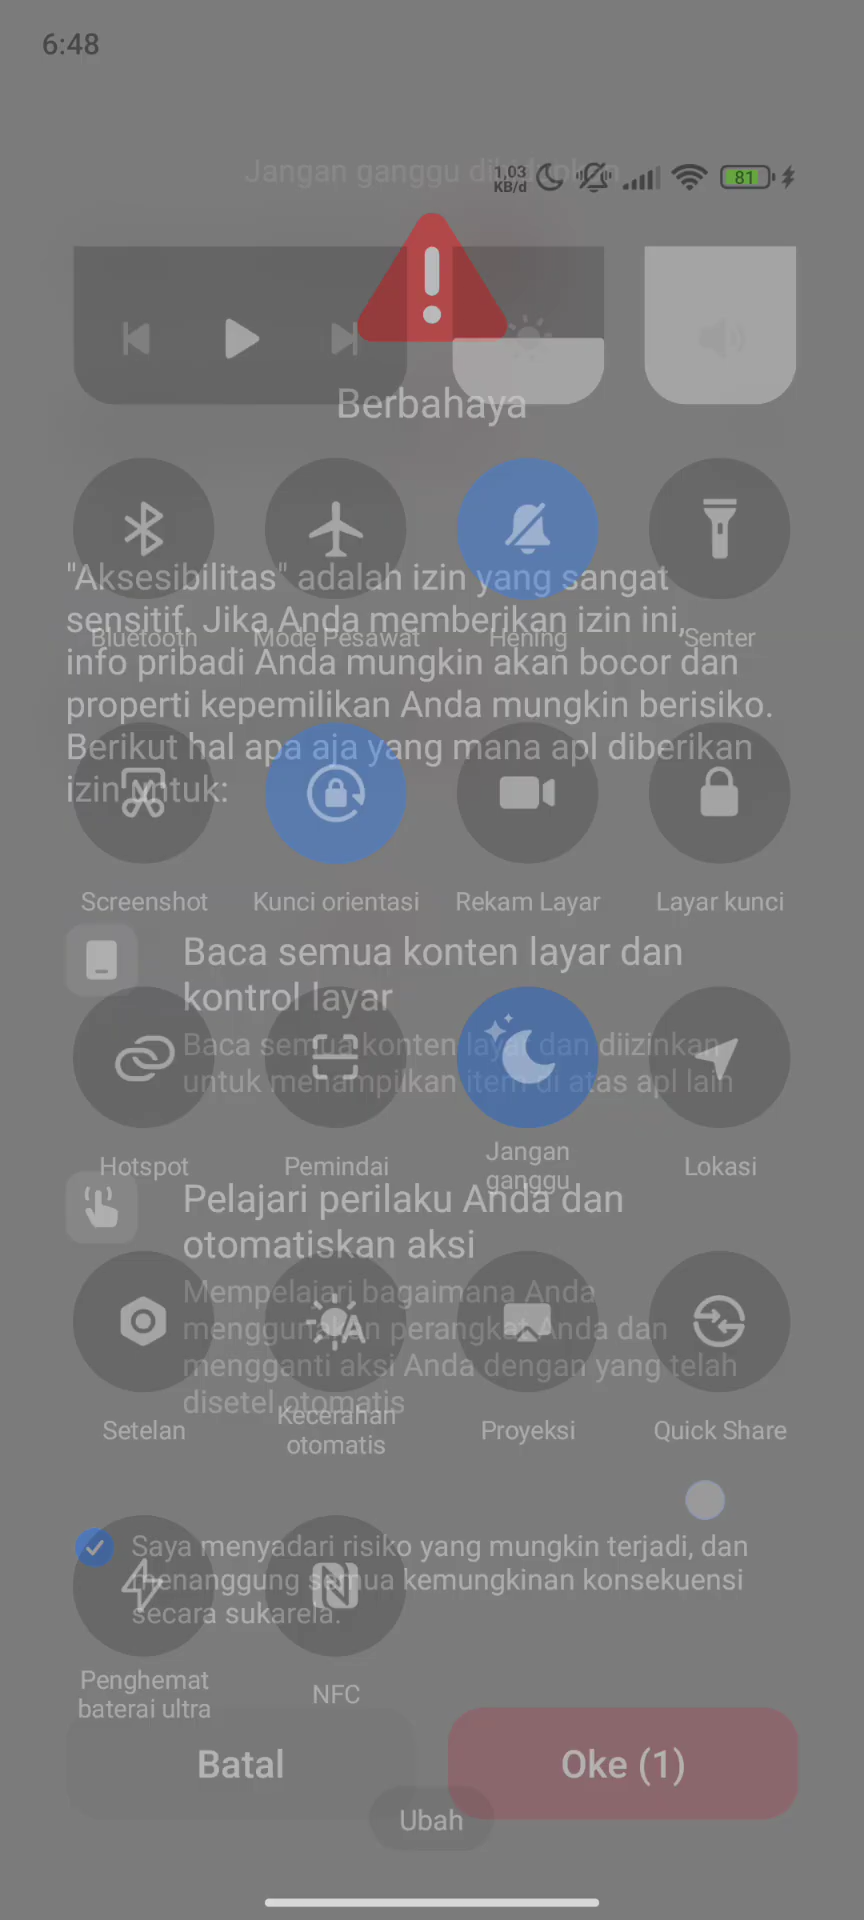 6:48
Jangan ganggu
1,03
KB/d
81
Berbahaya
"Aksesibilitas" adalah izin yang sangat
sensitif. Jika Anda memberikan izin ini,
info pribadi Anda mungkin akan bocor dan
properti kepemilikan Anda mungkin berisiko.
Berikut hal apa aja yang mana apl diberikan
izin untuk:
Bluetooth
Mode Pesawat
Hening
Senter
Screenshot
Kunci orientasi
Rekam Layar
Layar kunci
Baca semua konten layar dan
kontrol layar
Baca semua konten layar dan diizinkan
untuk menampilkan item di atas apl lain
Hotspot
Pemindai
Jangan
ganggu
Lokasi
Pelajari perilaku Anda dan
otomatiskan aksi
Mempelajari bagaimana Anda
menggunakan perangkat Anda dan
mengganti aksi Anda dengan yang telah
disetel otomatis
A
Setelan
Kecerahan
otomatis
Proyeksi
Quick Share
Saya menyadari risiko yang mungkin terjadi, dan
menanggung semua kemungkinan konsekuensi
secara sukarela.
Penghemat
baterai ultra
NFC
Batal
Oke (1)
Ubah